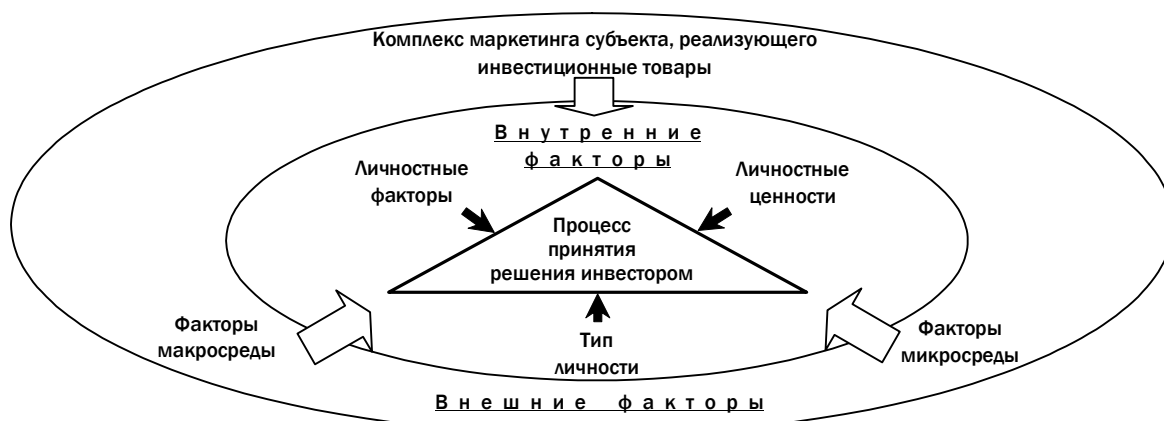 Комплекс маркетинга субъекта, реализующего
инвестиционные товары
Внутренние
факторы
Личностные
факторы
Личностные
ценности
Процесс
принятия
решения инвестором
Факторы
макросреды
Тип
личности
Факторы
микросреды
Внешние факторы